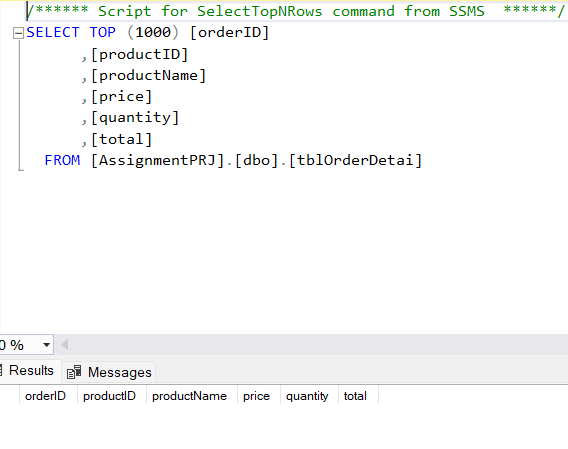 /****** Script for SelectTopNRows command from SSMS  ******/
SELECT TOP (1000) [orderID]
      ,[productID]
      ,[productName]
      ,[price]
      ,[quantity]
      ,[total]
  FROM [AssignmentPRJ].[dbo].[tblOrderDetai]
0 %
Results Messages
orderID productID productName price quantity total